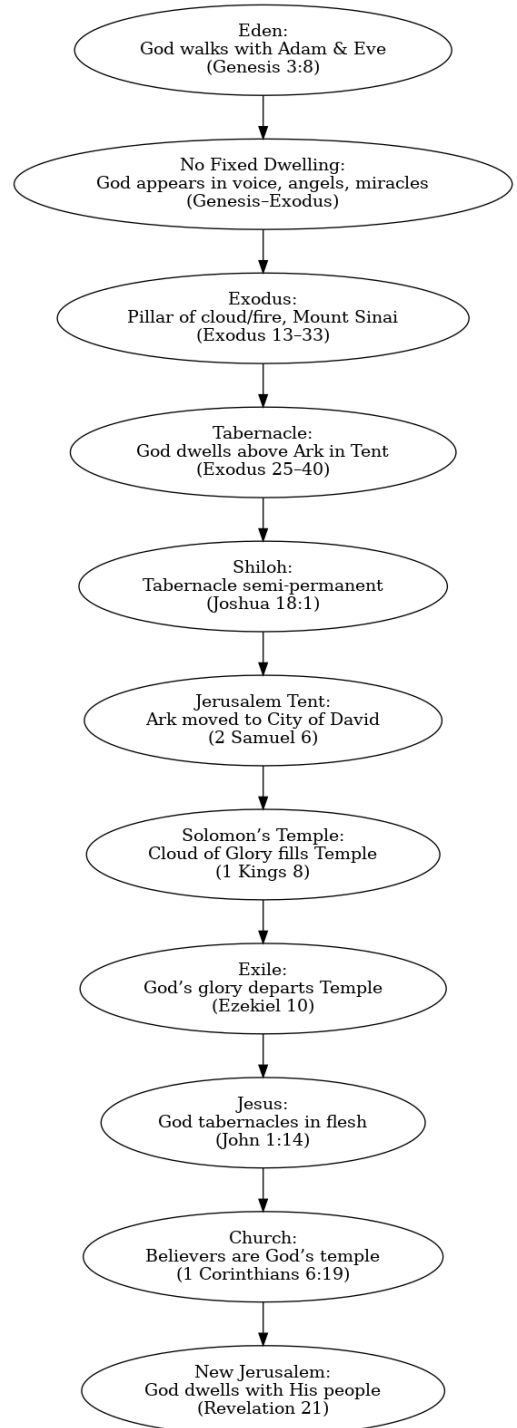 Eden:
God walks with Adam & Eve
(Genesis 3:8)
No Fixed Dwelling:
God appears in voice, angels, miracles
(Genesis–Exodus)
Exodus:
Pillar of cloud/fire, Mount Sinai
(Exodus 13–33)
Tabernacle:
God dwells above Ark in Tent
(Exodus 25–40)
Shiloh:
Tabernacle semi-permanent
(Joshua 18:1)
Jerusalem Tent:
Ark moved to City of David
(2 Samuel 6)
Solomon’s Temple:
Cloud of Glory fills Temple
(1 Kings 8)
Exile:
God’s glory departs Temple
(Ezekiel 10)
Jesus:
God tabernacles in flesh
(John 1:14)
Church:
Believers are God’s temple
(1 Corinthians 6:19)
New Jerusalem:
God dwells with His people
(Revelation 21)